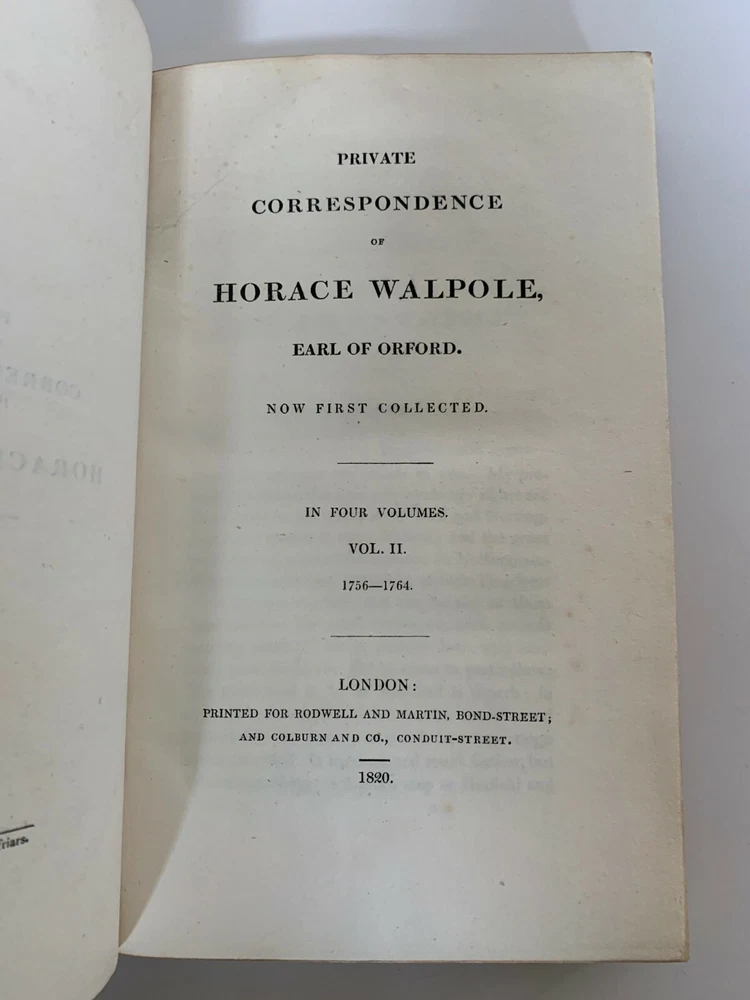 PRIVATE
CORRESPONDENCE
OF
HORACE WALPOLE,
EARL OF ORFORD.
NOW FIRST COLLECTED.
IN FOUR VOLUMES.
VOL. II.
1756—1764.
LONDON:
PRINTED FOR RODWELL AND MARTIN, BOND-STREET;
AND COLBURN AND CO., CONDUIT-STREET.
1820.